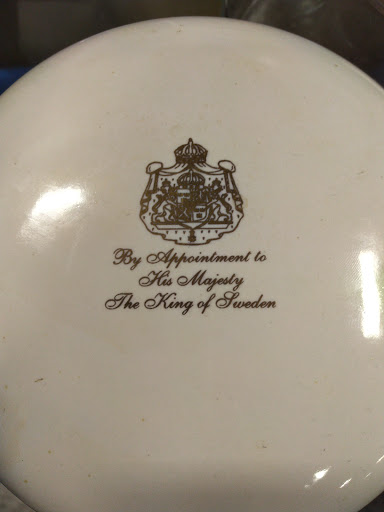 By Appointment to
His Majesty
The King of Sweden